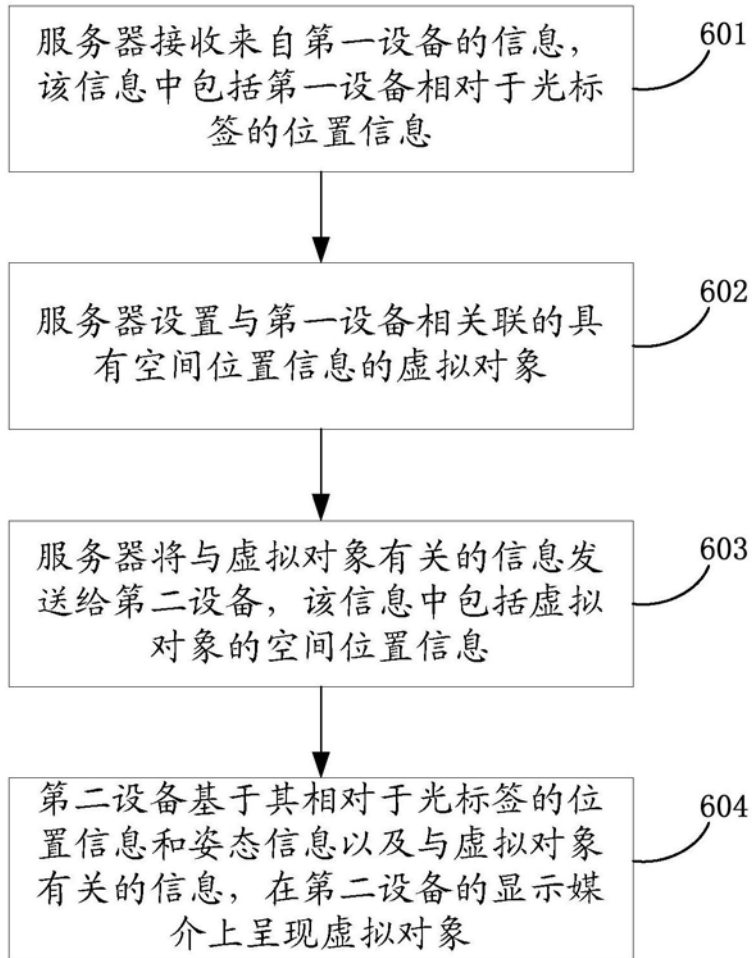 服务器接收来自第一设备的信息，
该信息中包括第一设备相对于光标
签的位置信息
601
服务器设置与第一设备相关联的具
有空间位置信息的虚拟对象
602
服务器将与虚拟对象有关的信息发
送给第二设备，该信息中包括虚拟
对象的空间位置信息
603
第二设备基于其相对于光标签的位
置信息和姿态信息以及与虚拟对象
有关的信息，在第二设备的显示媒
介上呈现虚拟对象
604